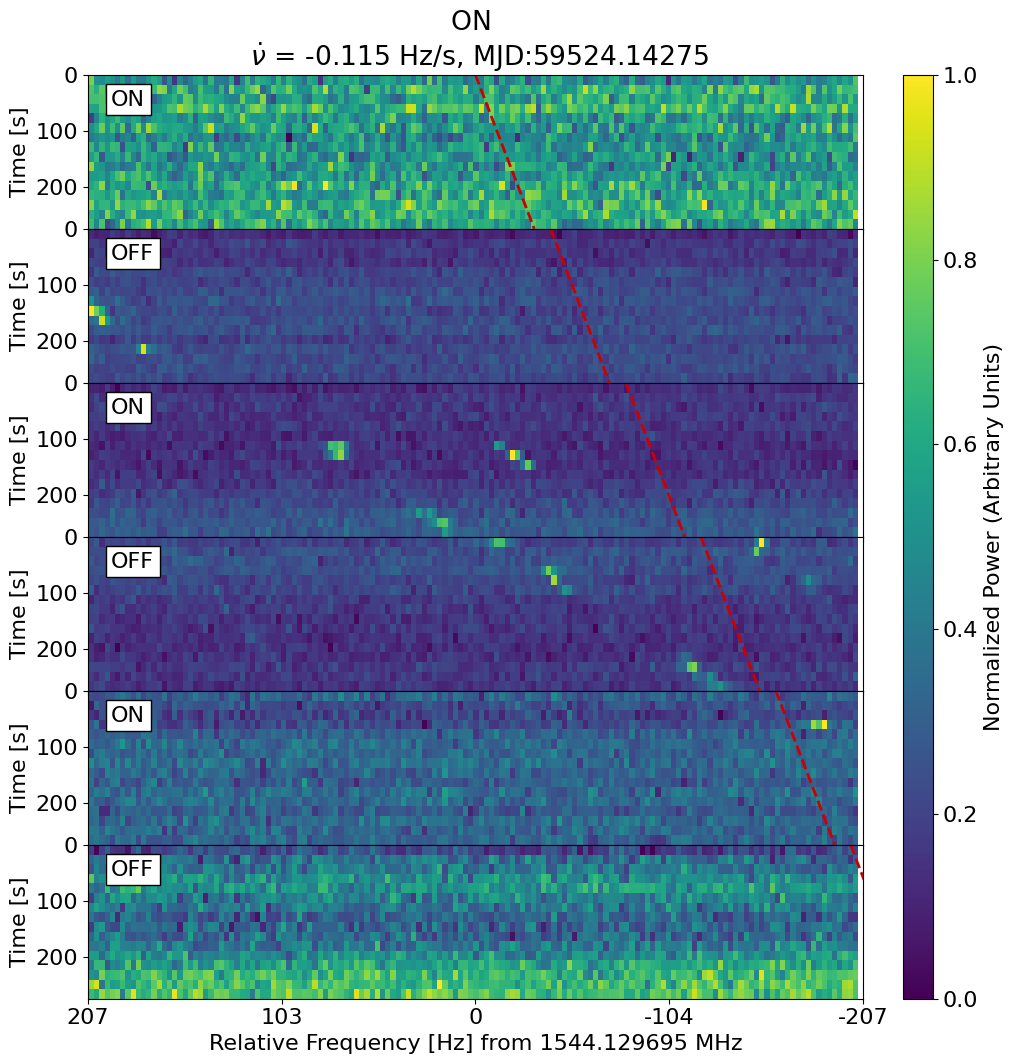 ON
ν̇ = -0.115 Hz/s, MJD:59524.14275
0
100
200
Time [s]
ON
0
100
200
Time [s]
OFF
0
100
200
Time [s]
ON
0
100
200
Time [s]
OFF
0
100
200
Time [s]
ON
0
100
200
Time [s]
OFF
207
103
0
-104
-207
Relative Frequency [Hz] from 1544.129695 MHz
1.0
0.8
0.6
0.4
0.2
0.0
Normalized Power (Arbitrary Units)